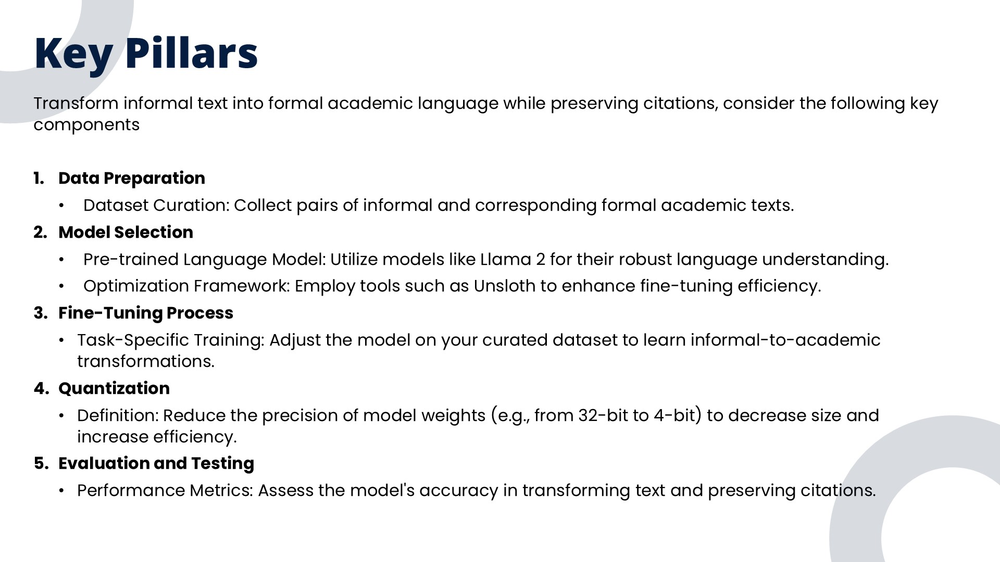 Key Pillars
Transform informal text into formal academic language while preserving citations, consider the following key
components
1. Data Preparation
• Dataset Curation: Collect pairs of informal and corresponding formal academic texts.
2. Model Selection
• Pre-trained Language Model: Utilize models like Llama 2 for their robust language understanding.
• Optimization Framework: Employ tools such as Unsloth to enhance fine-tuning efficiency.
3. Fine-Tuning Process
• Task-Specific Training: Adjust the model on your curated dataset to learn informal-to-academic
transformations.
4. Quantization
• Definition: Reduce the precision of model weights (e.g., from 32-bit to 4-bit) to decrease size and
increase efficiency.
5. Evaluation and Testing
• Performance Metrics: Assess the model's accuracy in transforming text and preserving citations.